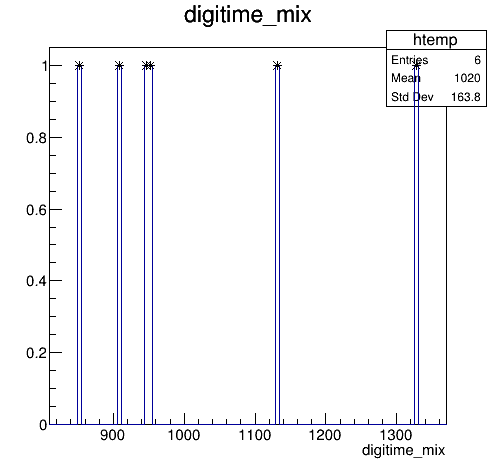 digitime_mix
htemp
Entries 6
Mean 1020
Std Dev 163.8
1
0.8
0.6
0.4
0.2
0
900 1000 1100 1200 1300
digitime_mix